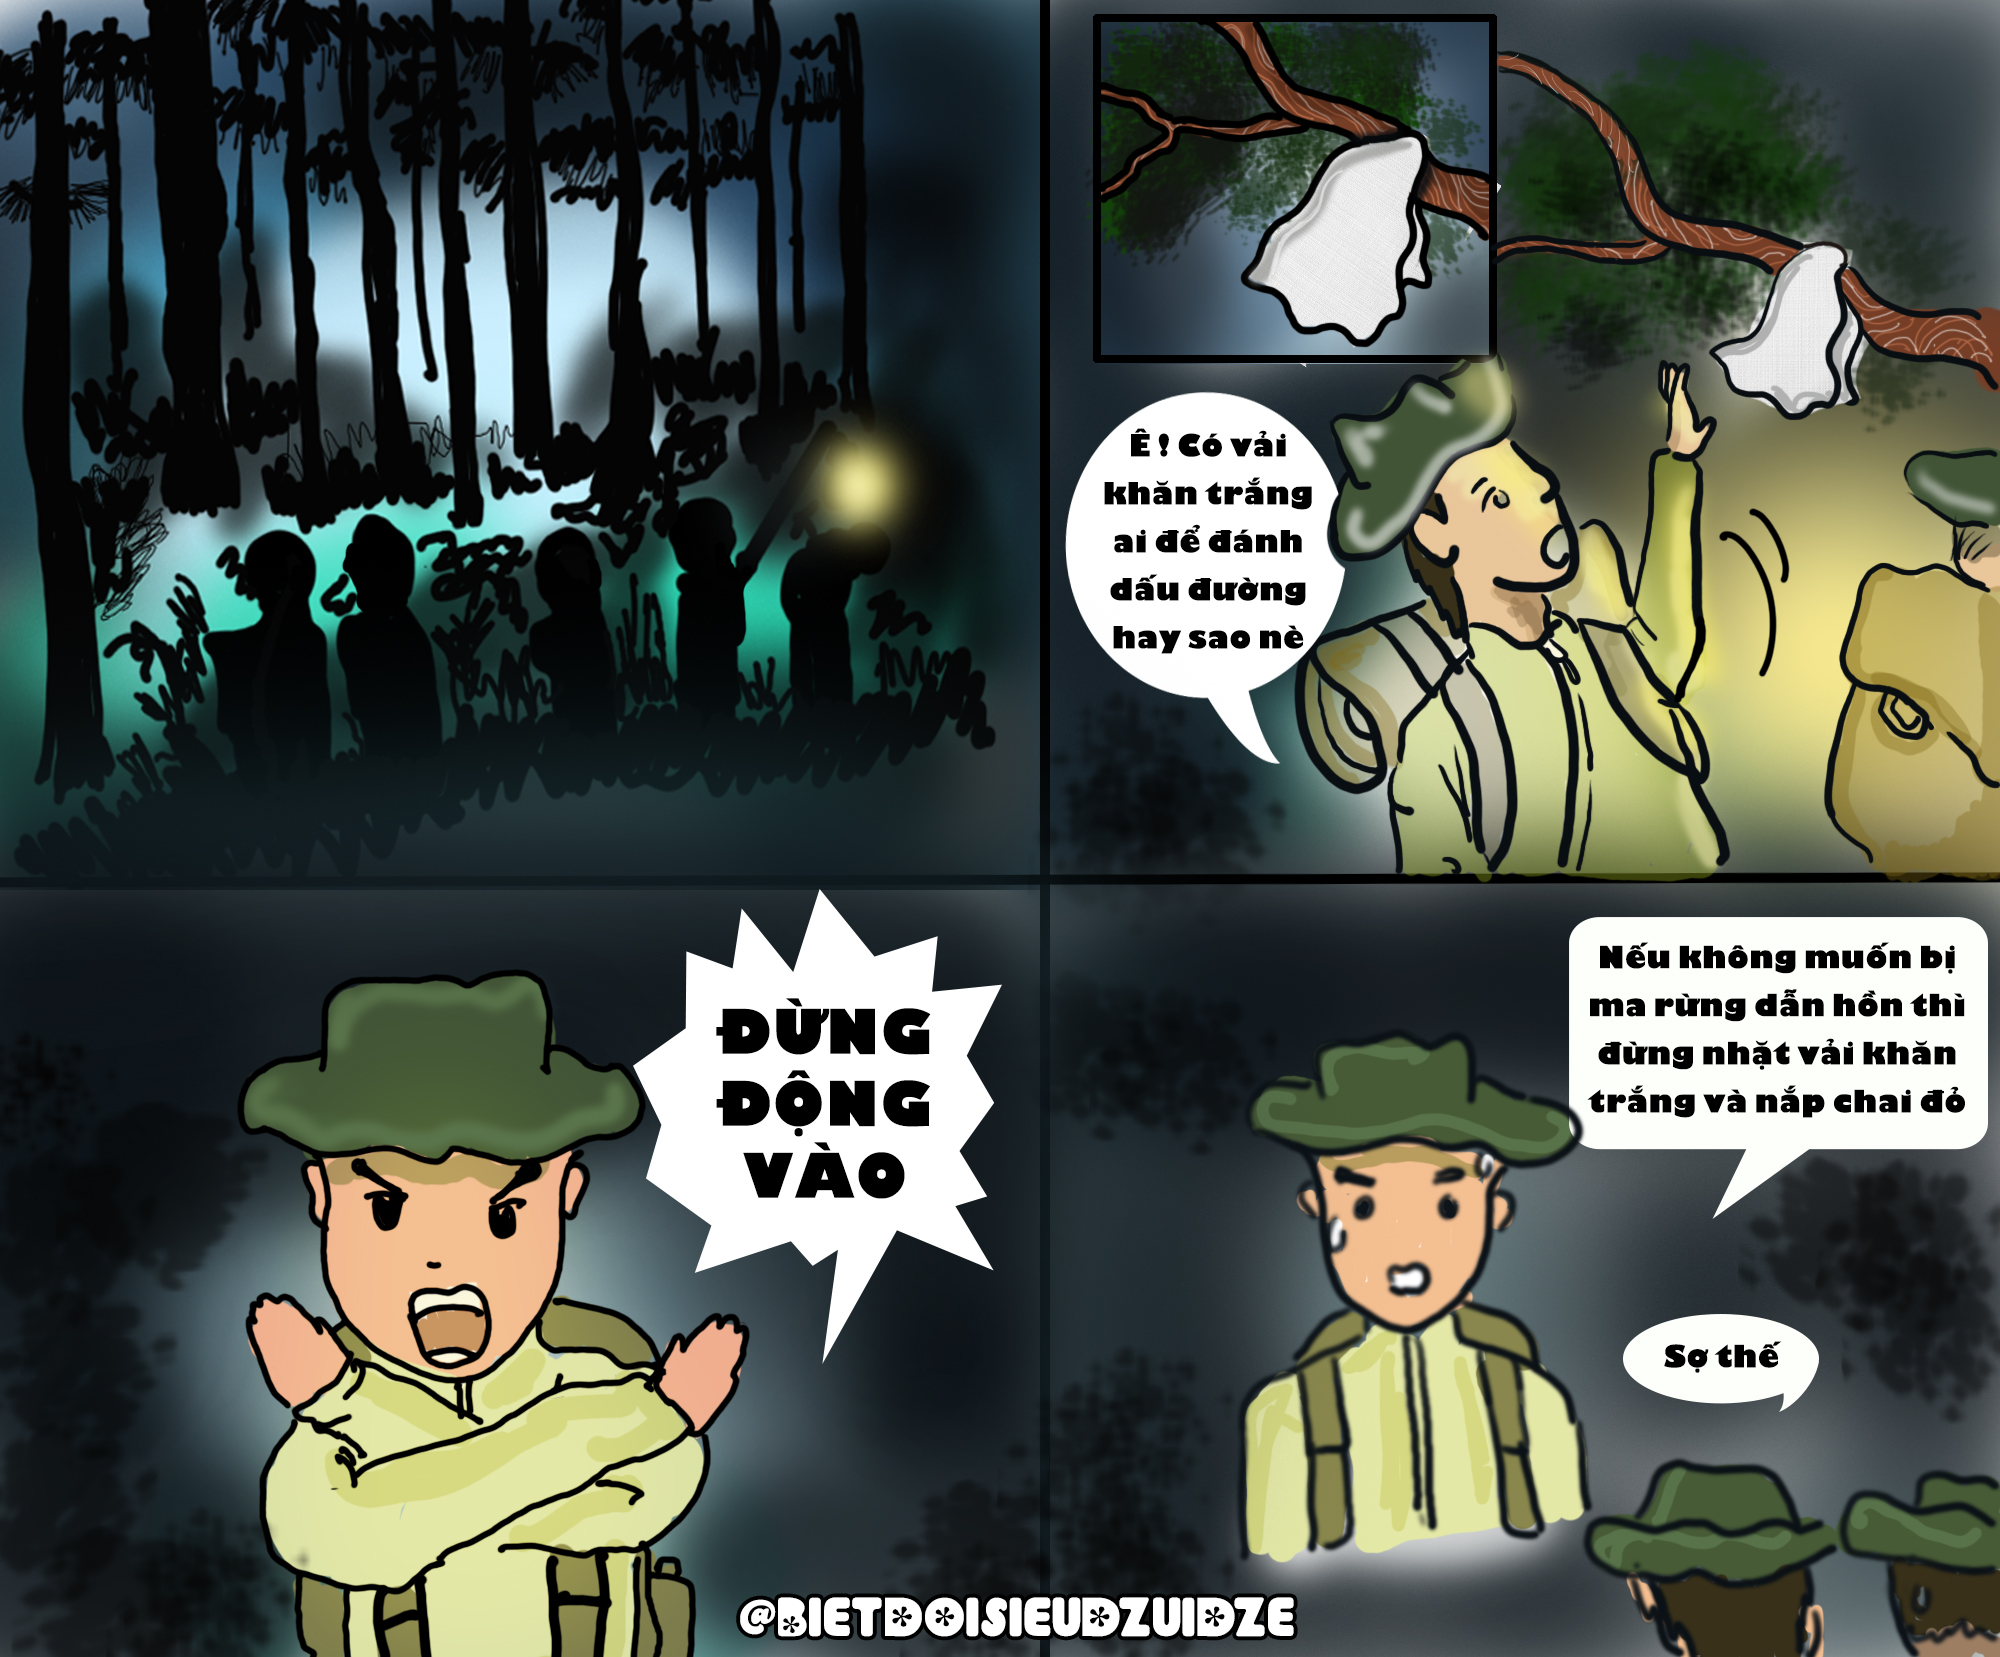 Ê ! Có vải
khăn trắng
ai để đánh
dấu đường
hay sao nè
ĐỪNG
ĐỘNG
VÀO
Nếu không muốn bị
ma rừng dẫn hồn thì
đừng nhặt vải khăn
trắng và nắp chai đỏ
Sợ thế
@BIETDOISIEUDZUIDZE